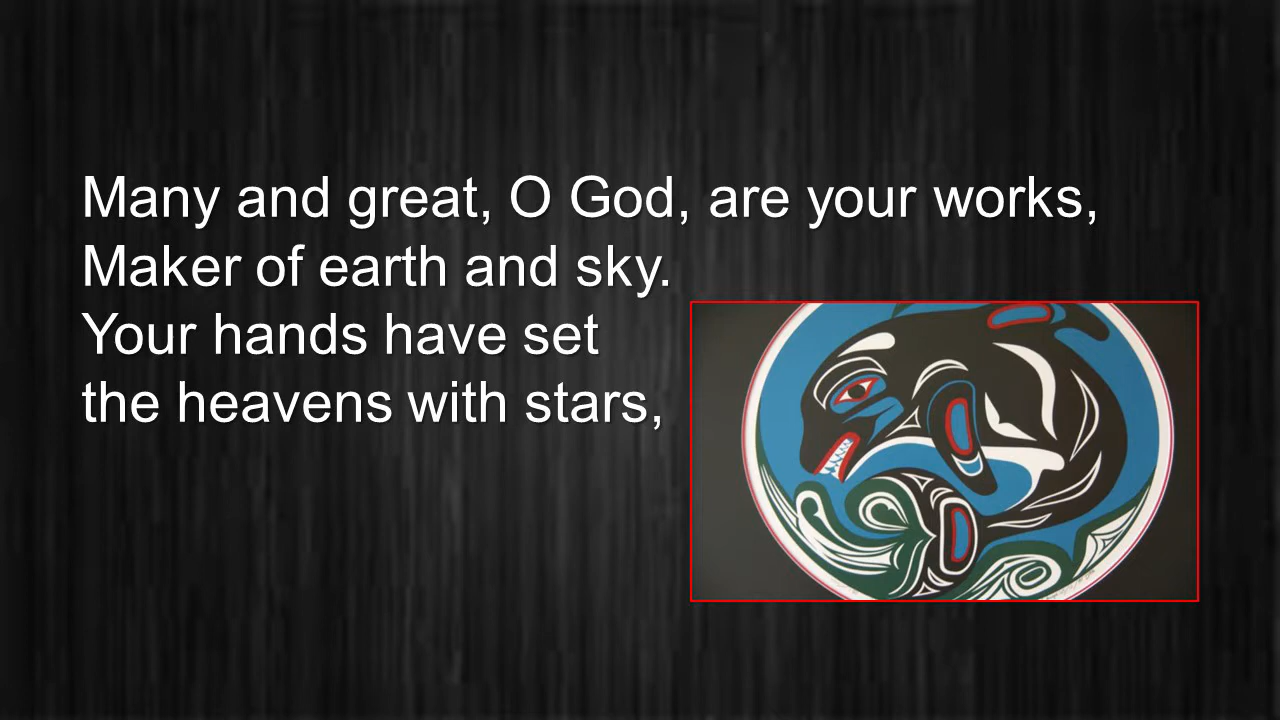 Many and great, O God, are your works,
Maker of earth and sky.
Your hands have set
the heavens with stars,